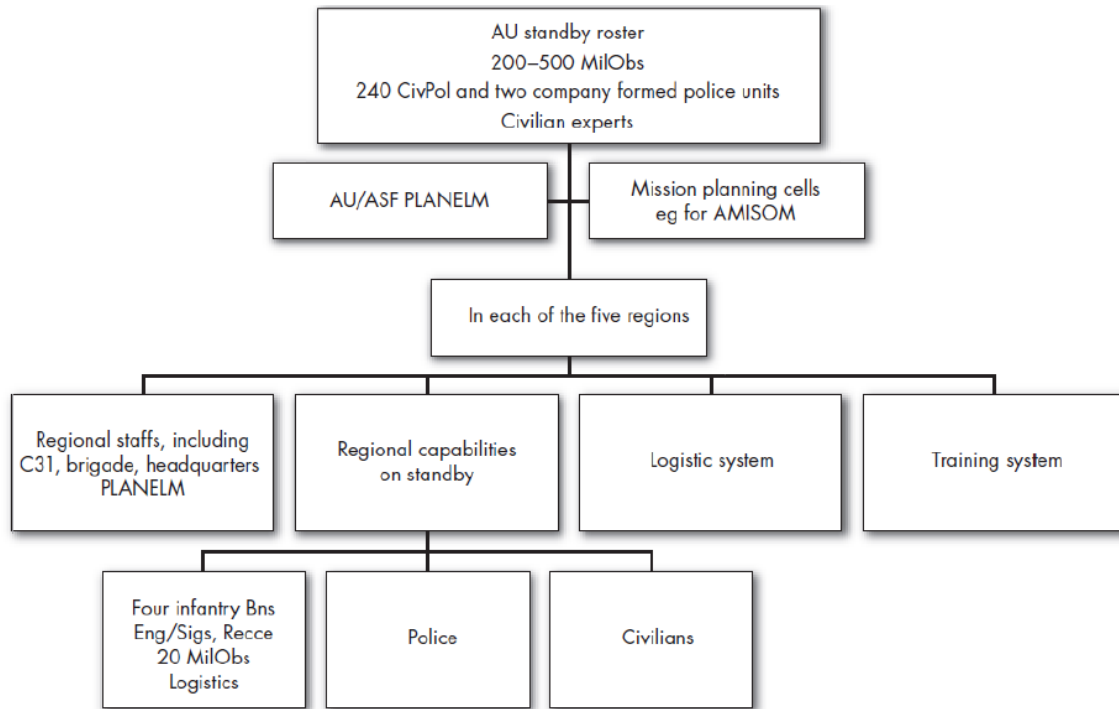 AU standby roster
200–500 MilObs
240 CivPol and two company formed police units
Civilian experts
AU/ASF PLANELM
Mission planning cells
eg for AMISOM
In each of the five regions
Regional staffs, including
C31, brigade, headquarters
PLANELM
Regional capabilities
on standby
Logistic system
Training system
Four infantry Bns
Eng/Sigs, Recce
20 MilObs
Logistics
Police
Civilians